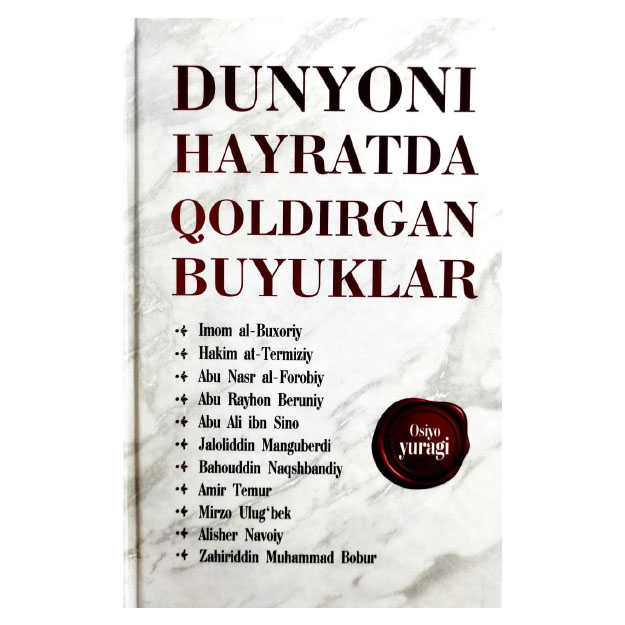 DUNYONI
HAYRATDA
QOLDIRGAN
BUYUKLAR
Imom al-Buxoriy
Hakim at-Termiziy
Abu Nasr al-Forobiy
Abu Rayhon Beruniy
Abu Ali ibn Sino
Jaloliddin Manguberdi
Bahouddin Naqshbandiy
Amir Temur
Mirzo Ulug‘bek
Alisher Navoiy
Zahiriddin Muhammad Bobur
Osiyo
yuragi